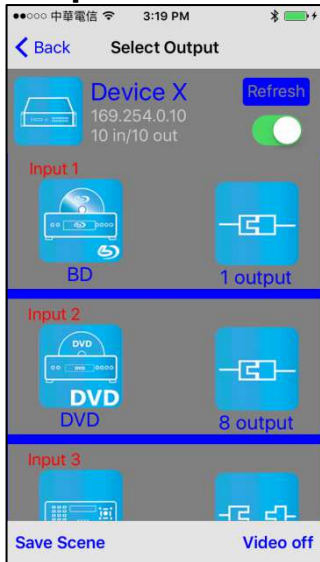 中華電信 3:19 PM
Back Select Output
Device X Refresh
169.254.0.10
10 in/10 out
Input 1
BD 1 output
Input 2
DVD
DVD
DVD 8 output
Input 3
Save Scene Video off